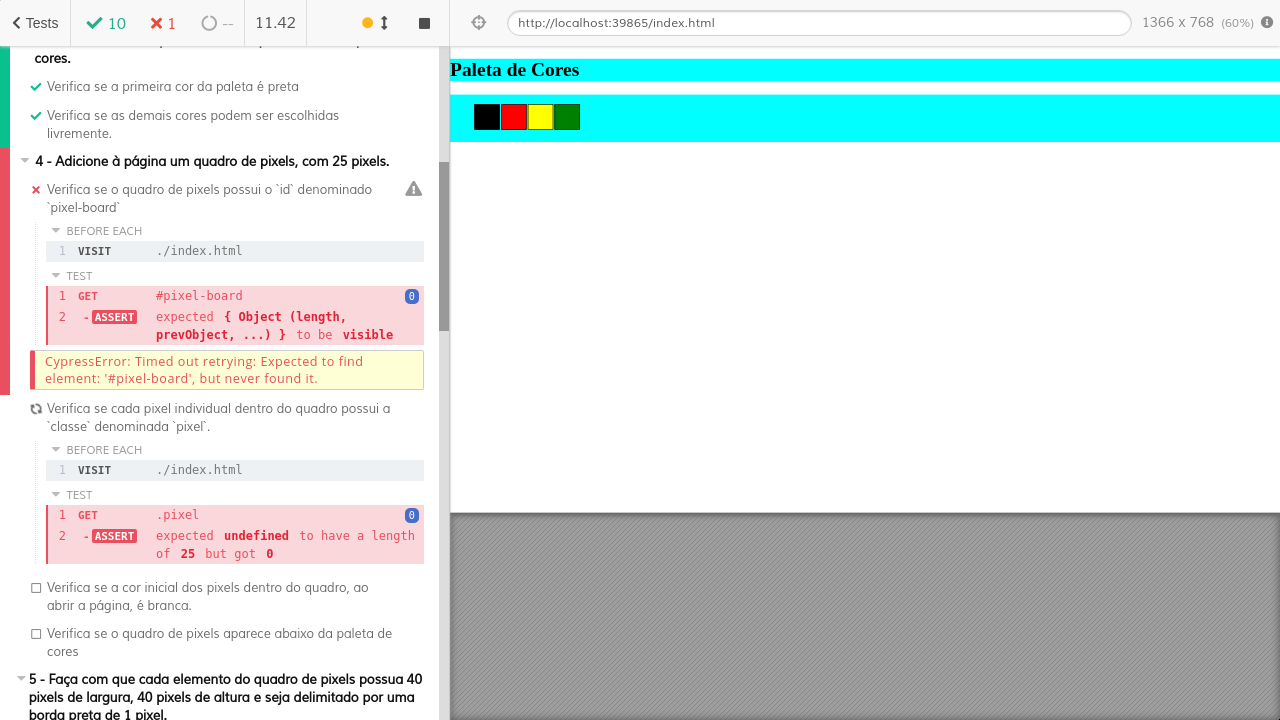 Tests
10
1
--
11.42
http://localhost:39865/index.html
1366 x 768 (60%)
cores.
Verifica se a primeira cor da paleta é preta
Verifica se as demais cores podem ser escolhidas
livremente.
4 - Adicione à página um quadro de pixels, com 25 pixels.
Verifica se o quadro de pixels possui o `id` denominado
`pixel-board`
BEFORE EACH
1 VISIT ./index.html
TEST
1 GET #pixel-board 0
2 - ASSERT expected { Object (length,
prevObject, ...) } to be visible
CypressError: Timed out retrying: Expected to find
element: '#pixel-board', but never found it.
Verifica se cada pixel individual dentro do quadro possui a
`classe` denominada `pixel`.
BEFORE EACH
1 VISIT ./index.html
TEST
1 GET .pixel 0
2 - ASSERT expected undefined to have a length
of 25 but got 0
Verifica se a cor inicial dos pixels dentro do quadro, ao
abrir a página, é branca.
Verifica se o quadro de pixels aparece abaixo da paleta de
cores
5 - Faça com que cada elemento do quadro de pixels possua 40
pixels de largura, 40 pixels de altura e seja delimitado por uma
borda preta de 1 pixel.
Paleta de Cores